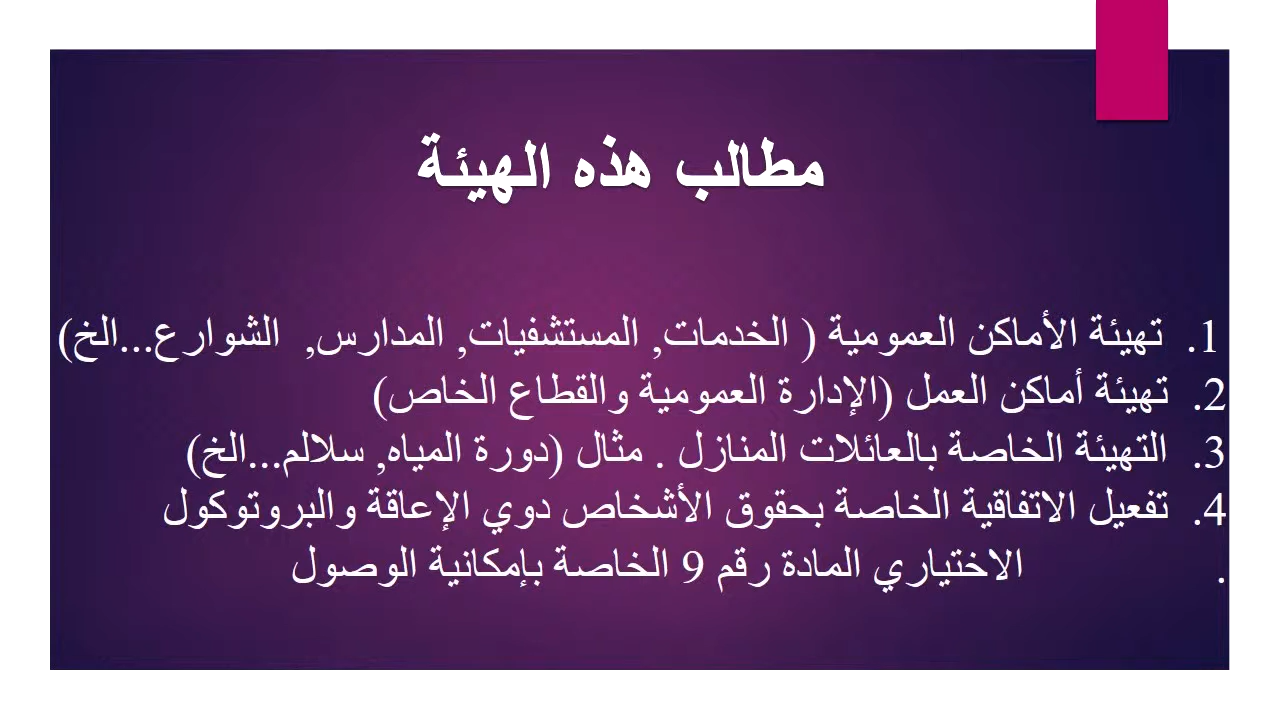 مطالب هذه الهيئة
1. تهيئة الأماكن العمومية ( الخدمات, المستشفيات, المدارس, الشوارع...الخ)
2. تهيئة أماكن العمل (الإدارة العمومية والقطاع الخاص)
3. التهيئة الخاصة بالعائلات المنازل . مثال (دورة المياه, سلالم...الخ)
4. تفعيل الاتفاقية الخاصة بحقوق الأشخاص دوي الإعاقة والبروتوكول
. الاختياري المادة رقم 9 الخاصة بإمكانية الوصول